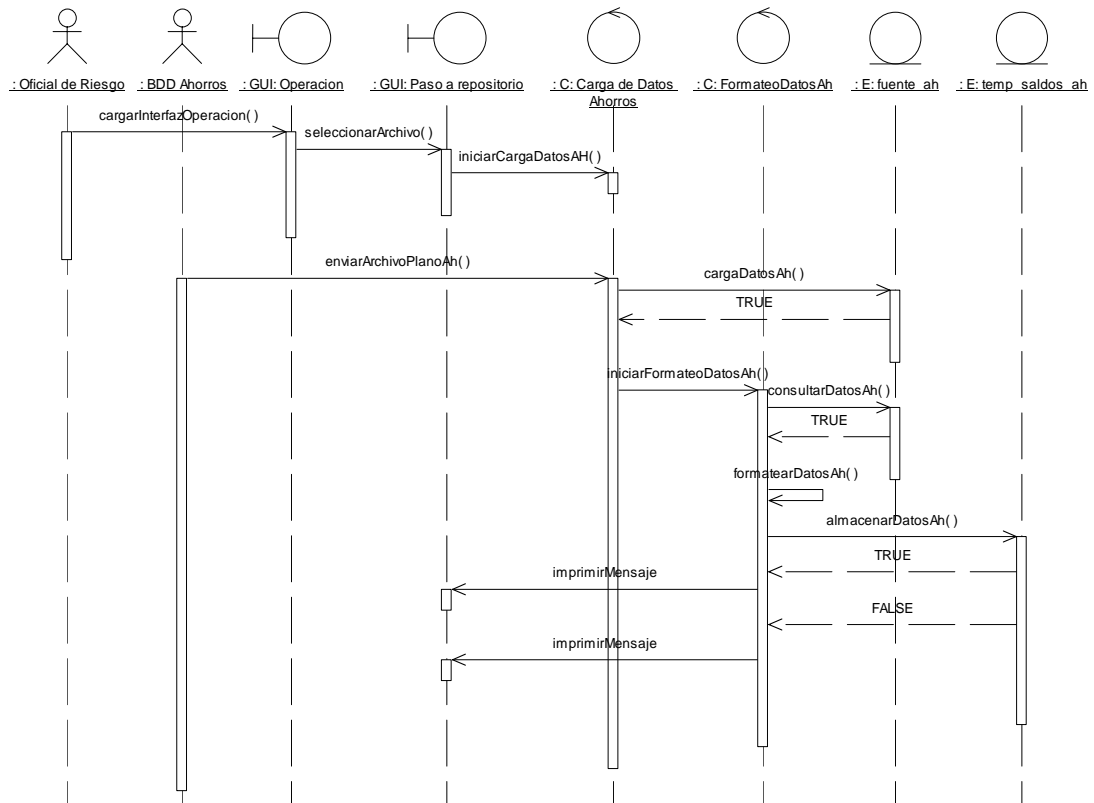 : Oficial de Riesgo
: BDD Ahorros
: GUI: Operacion
: GUI: Paso a repositorio
: C: Carga de Datos
Ahorros
: C: FormateoDatosAh
: E: fuente_ah
: E: temp_saldos_ah
cargarInterfazOperacion( )
seleccionarArchivo( )
iniciarCargaDatosAH( )
enviarArchivoPlanoAh( )
cargaDatosAh( )
TRUE
iniciarFormateoDatosAh( )
consultarDatosAh( )
TRUE
formatearDatosAh( )
almacenarDatosAh( )
TRUE
imprimirMensaje
FALSE
imprimirMensaje